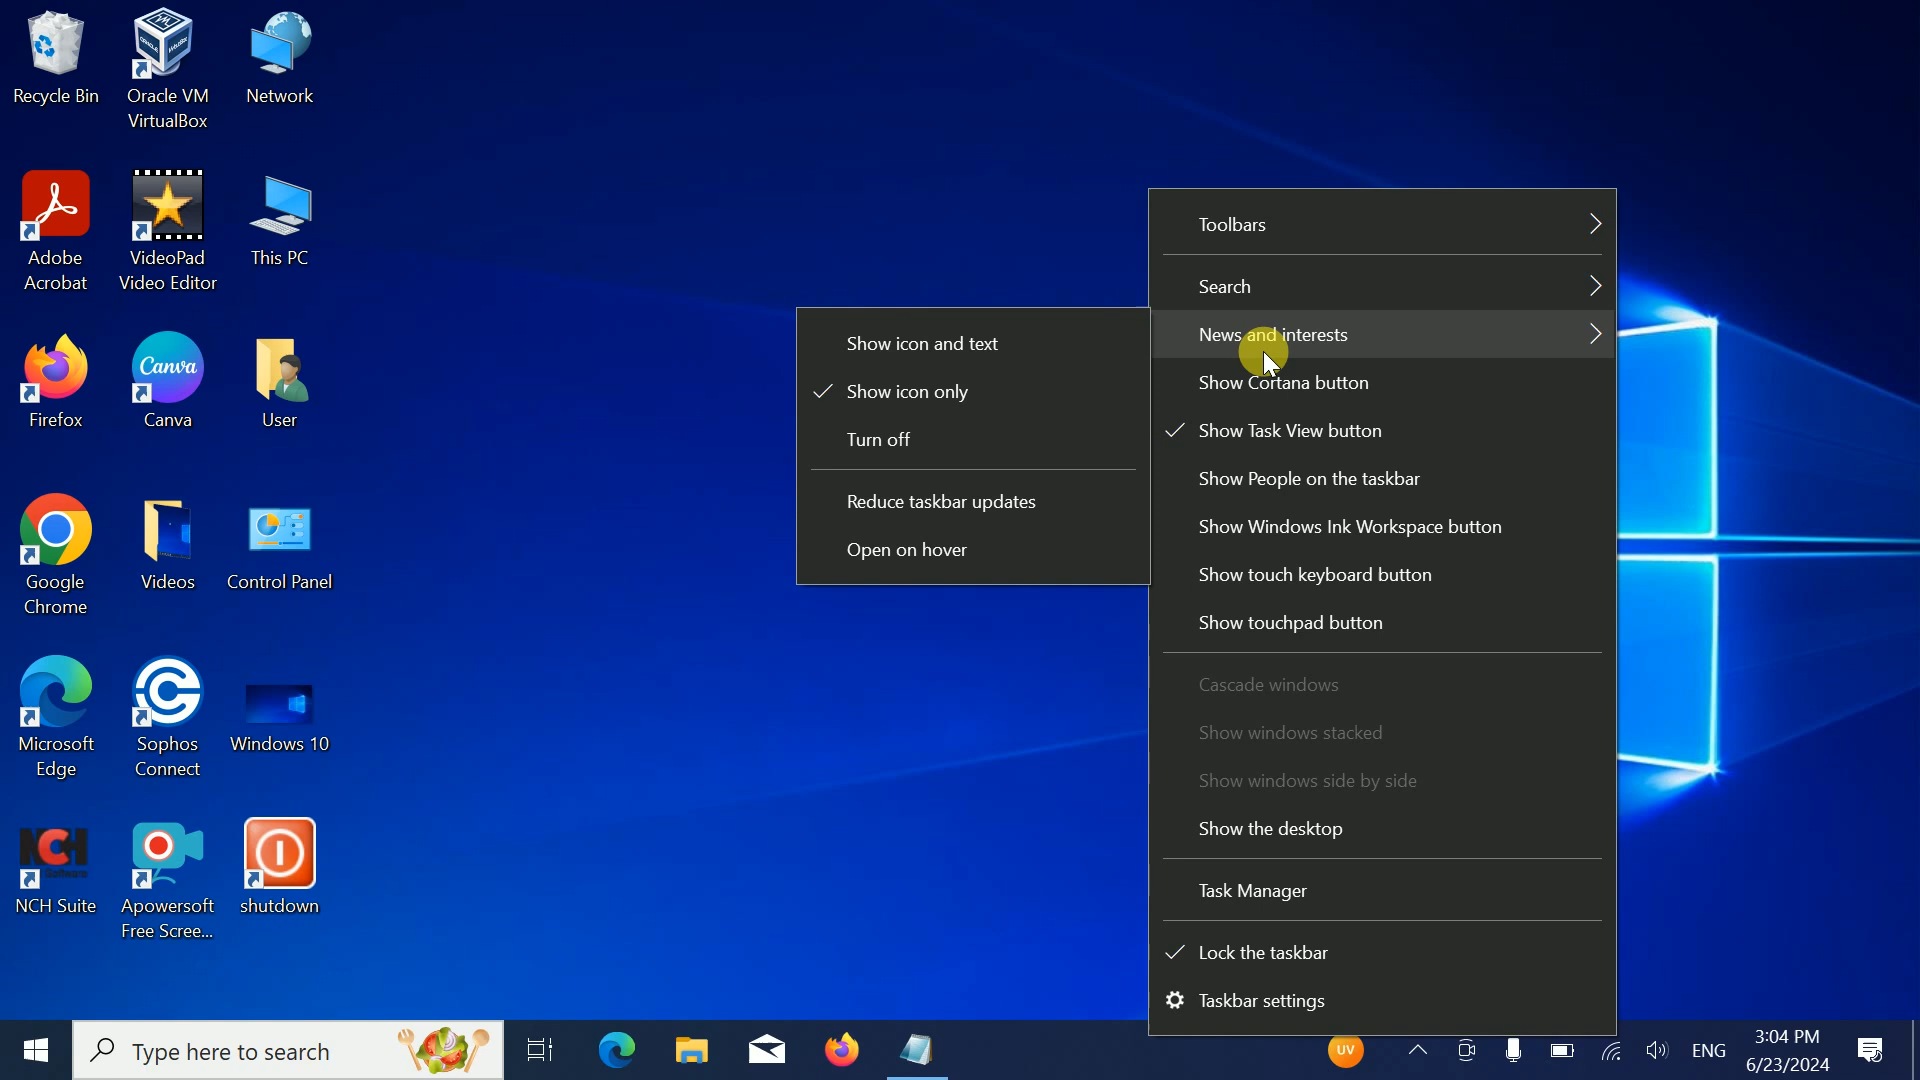 Recycle Bin
Oracle VM
VirtualBox
Network
Adobe
Acrobat
VideoPad
Video Editor
This PC
Firefox
Canva
Canva
User
Google
Chrome
Videos
Control Panel
Microsoft
Edge
Sophos
Connect
Windows 10
NCH
Software
NCH Suite
Apowersoft
Free Scree...
shutdown
Show icon and text
Show icon only
Turn off
Reduce taskbar updates
Open on hover
Toolbars
Search
News and interests
Show Cortana button
Show Task View button
Show People on the taskbar
Show Windows Ink Workspace button
Show touch keyboard button
Show touchpad button
Cascade windows
Show windows stacked
Show windows side by side
Show the desktop
Task Manager
Lock the taskbar
Taskbar settings
Type here to search
UV
ENG
3:04 PM
6/23/2024